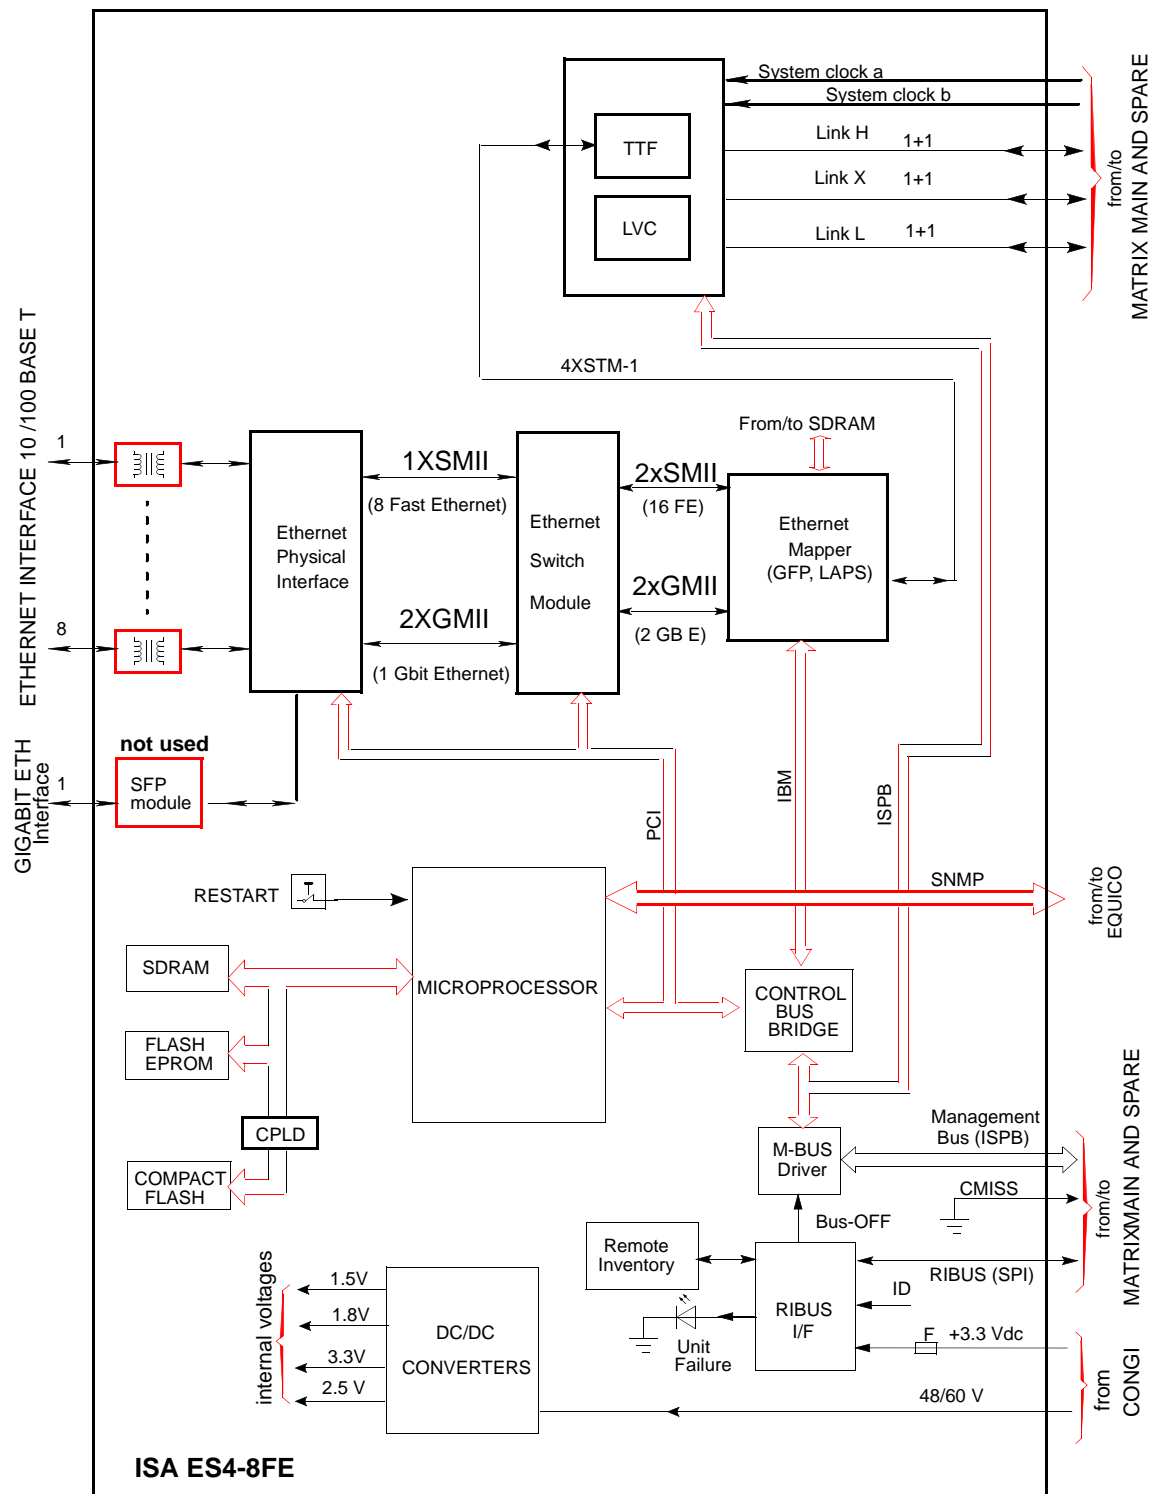 System clock a
System clock b
Link H 1+1
Link X 1+1
Link L 1+1
TTF
LVC
from/to
MATRIX MAIN AND SPARE
4XSTM-1
ETHERNET INTERFACE 10 /100 BASE T
1
8
Ethernet
Physical
Interface
1XSMII
(8 Fast Ethernet)
2XGMII
(1 Gbit Ethernet)
Ethernet
Switch
Module
2xSMII
(16 FE)
2xGMII
(2 GB E)
From/to SDRAM
Ethernet
Mapper
(GFP, LAPS)
GIGABIT ETH
Interface
1
not used
SFP
module
PCI
IBM
ISPB
RESTART
SNMP
from/to
EQUICO
SDRAM
FLASH
EPROM
CPLD
COMPACT
FLASH
MICROPROCESSOR
CONTROL
BUS
BRIDGE
M-BUS
Driver
Management
Bus (ISPB)
CMISS
from/to
MATRIXMAIN AND SPARE
Bus-OFF
Remote
Inventory
RIBUS
I/F
RIBUS (SPI)
ID
Unit
Failure
F +3.3 Vdc
48/60 V
from
CONGI
internal voltages
1.5V
1.8V
3.3V
2.5 V
DC/DC
CONVERTERS
ISA ES4-8FE